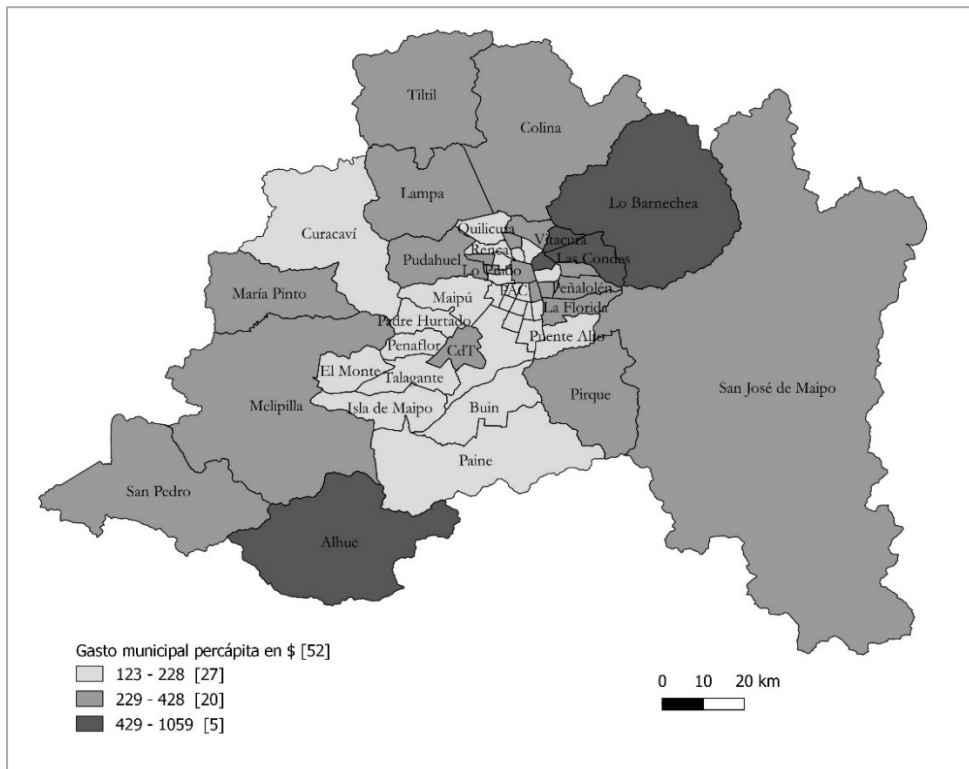 Tiltil
Colina
Lampa
Lo Barnechea
Curacaví
Quilicura
Vitacura
Renca
Las Condes
Pudahuel
Lo Prado
Peñalolén
María Pinto
Maipú
PAC
La Florida
Padre Hurtado
Puente Alto
Penaflor
CdT
El Monte
Talagante
San José de Maipo
Pirque
Melipilla
Isla de Maipo
Buin
Paine
San Pedro
Alhue
Gasto municipal percápita en $ [52]
123 - 228 [27]
229 - 428 [20]
429 - 1059 [5]
0 10 20 km